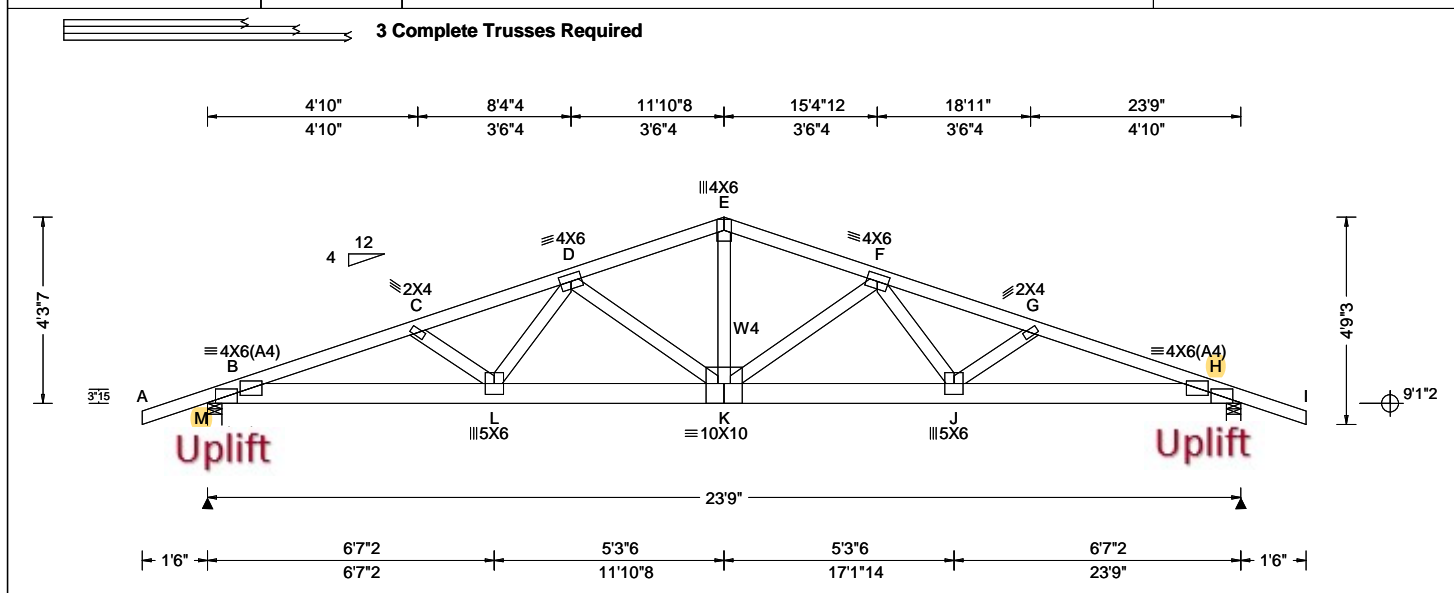 3 Complete Trusses Required
4'10" 8'4"4 11'10"8 15'4"12 18'11" 23'9"
4'10" 3'6"4 3'6"4 3'6"4 3'6"4 4'10"
4X6
E
12
4
4X6
D
4X6
F
2X4
C
2X4
G
4'3"7
4'9"3
W4
4X6(A4)
B
4X6(A4)
H
3"15
A
I
9'1"2
M
L
K
J
5X6
10X10
5X6
Uplift
Uplift
23'9"
1'6" 6'7"2 5'3"6 5'3"6 6'7"2 1'6"
6'7"2 11'10"8 17'1"14 23'9"